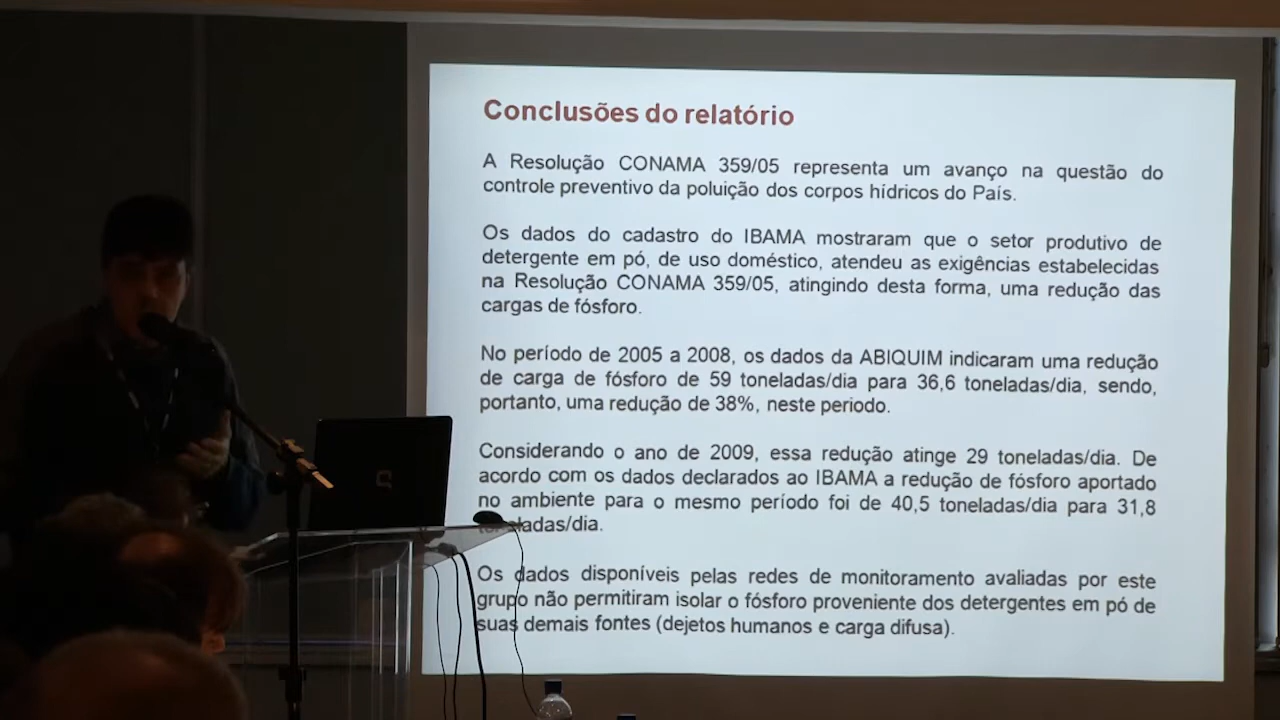 Conclusões do relatório
A Resolução CONAMA 359/05 representa um avanço na questão do
controle preventivo da poluição dos corpos hídricos do País.
Os dados do cadastro do IBAMA mostraram que o setor produtivo de
detergente em pó, de uso doméstico, atendeu as exigências estabelecidas
na Resolução CONAMA 359/05, atingindo desta forma, uma redução das
cargas de fósforo.
No período de 2005 a 2008, os dados da ABIQUIM indicaram uma redução
de carga de fósforo de 59 toneladas/dia para 36,6 toneladas/dia, sendo,
portanto, uma redução de 38%, neste periodo.
Considerando o ano de 2009, essa redução atinge 29 toneladas/dia. De
acordo com os dados declarados ao IBAMA a redução de fósforo aportado
no ambiente para o mesmo período foi de 40,5 toneladas/dia para 31,8
toneladas/dia.
Os dados disponíveis pelas redes de monitoramento avaliadas por este
grupo não permitiram isolar o fósforo proveniente dos detergentes em pó de
suas demais fontes (dejetos humanos e carga difusa).